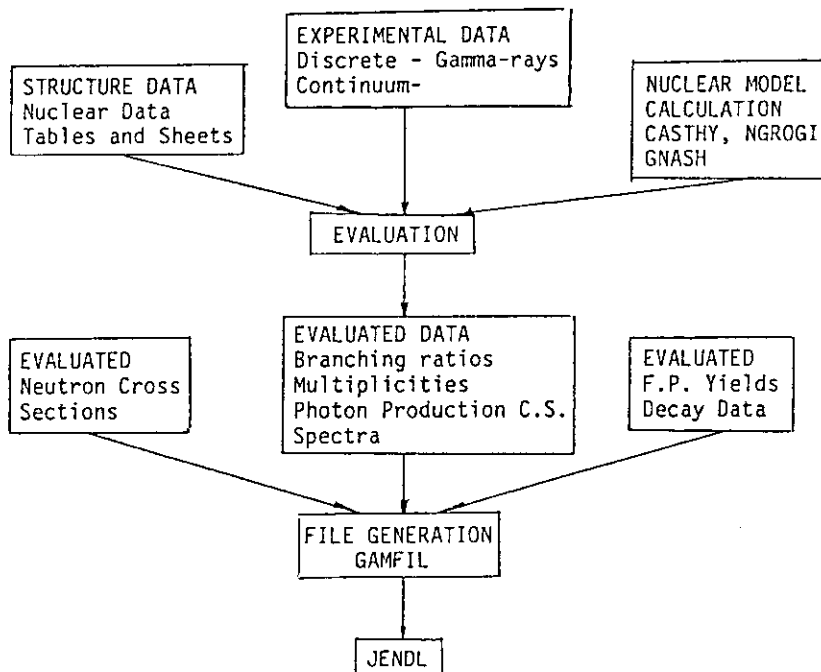 EXPERIMENTAL DATA
Discrete - Gamma-rays
Continuum-
STRUCTURE DATA
Nuclear Data
Tables and Sheets
NUCLEAR MODEL
CALCULATION
CASTHY, NGROGI
GNASH
EVALUATION
EVALUATED DATA
Branching ratios
Multiplicities
Photon Production C.S.
Spectra
EVALUATED
Neutron Cross
Sections
EVALUATED
F.P. Yields
Decay Data
FILE GENERATION
GAMFIL
JENDL